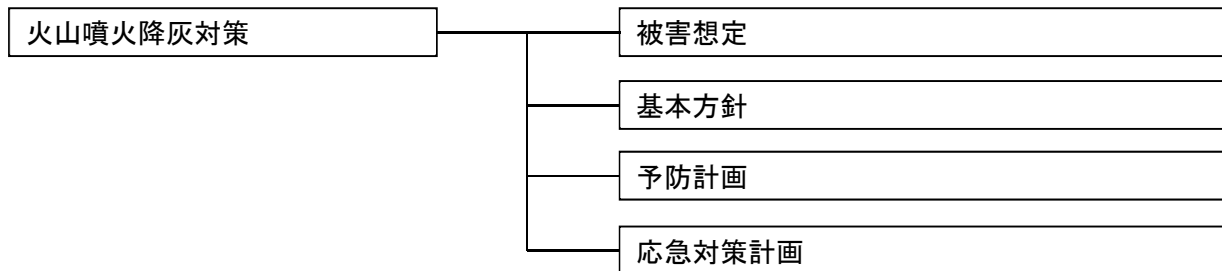 火山噴火降灰対策
被害想定
基本方針
予防計画
応急対策計画